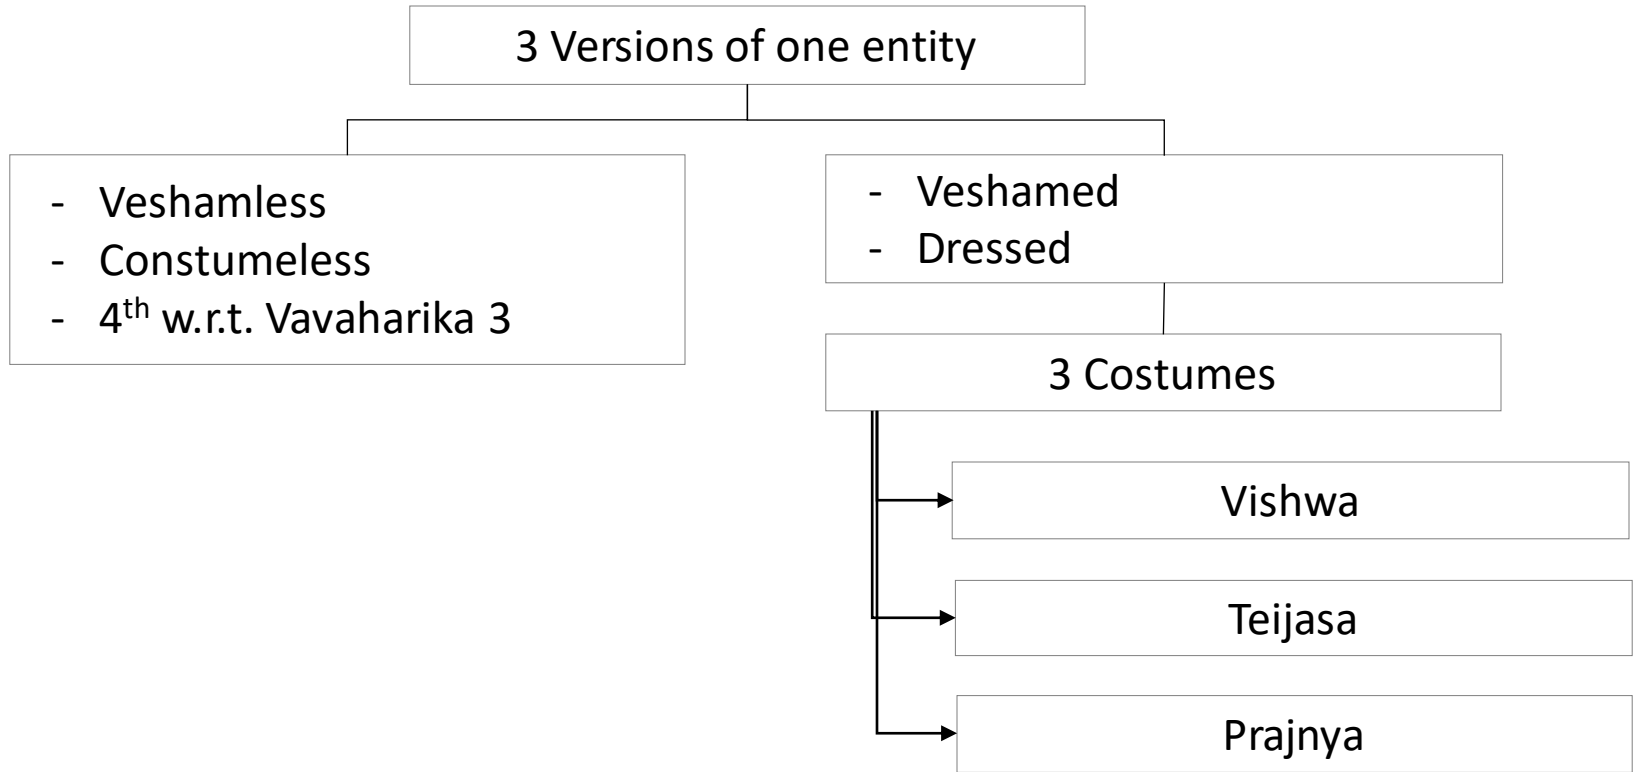 3 Versions of one entity
- Veshamless
- Constumeless
- 4th w.r.t. Vavaharika 3
- Veshamed
- Dressed
3 Costumes
Vishwa
Teijasa
Prajnya